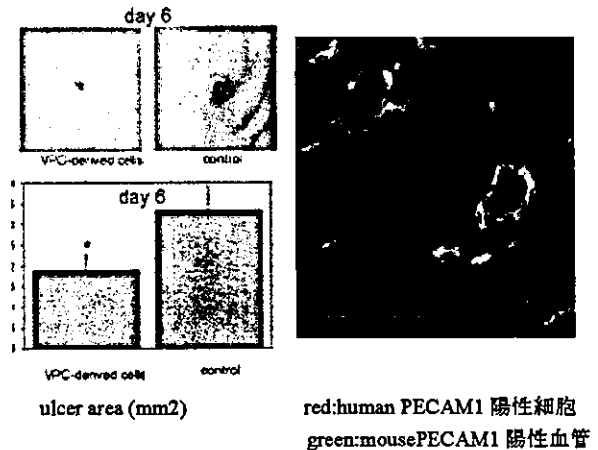 day 6
VPC-derived cells
control
day 6
*
VPC-derived cells
control
ulcer area (mm2)
red:human PECAM1 陽性細胞
green:mousePECAM1 陽性血管